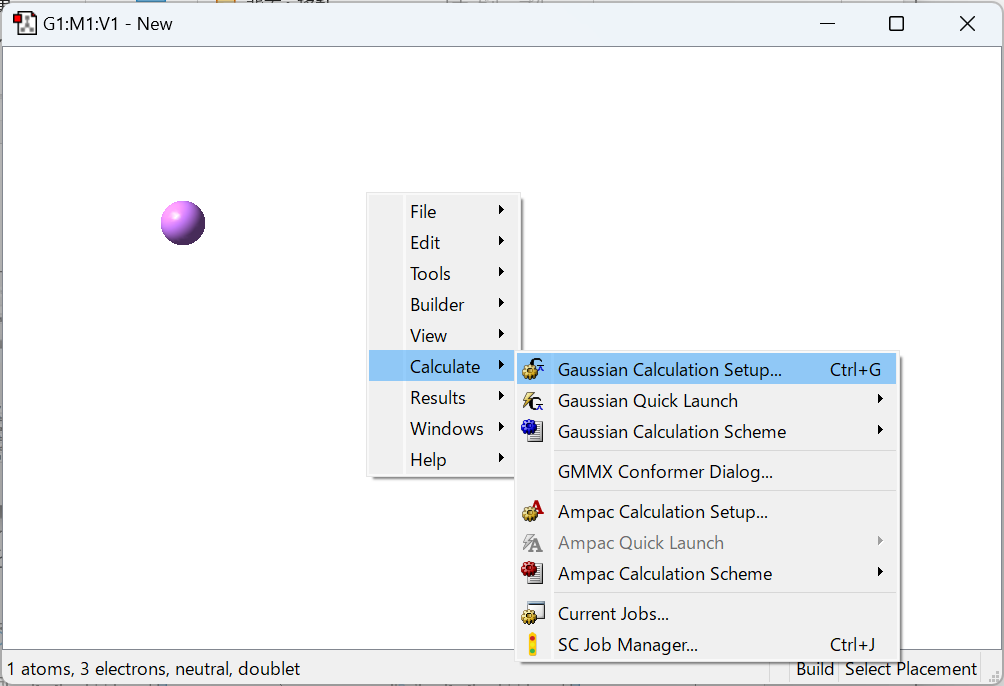 G1:M1:V1 - New
File
Edit
Tools
Builder
View
Calculate
Results
Windows
Help
Gaussian Calculation Setup... Ctrl+G
Gaussian Quick Launch
Gaussian Calculation Scheme
GMMX Conformer Dialog...
Ampac Calculation Setup...
Ampac Quick Launch
Ampac Calculation Scheme
Current Jobs...
SC Job Manager... Ctrl+J
1 atoms, 3 electrons, neutral, doublet
Build Select Placement